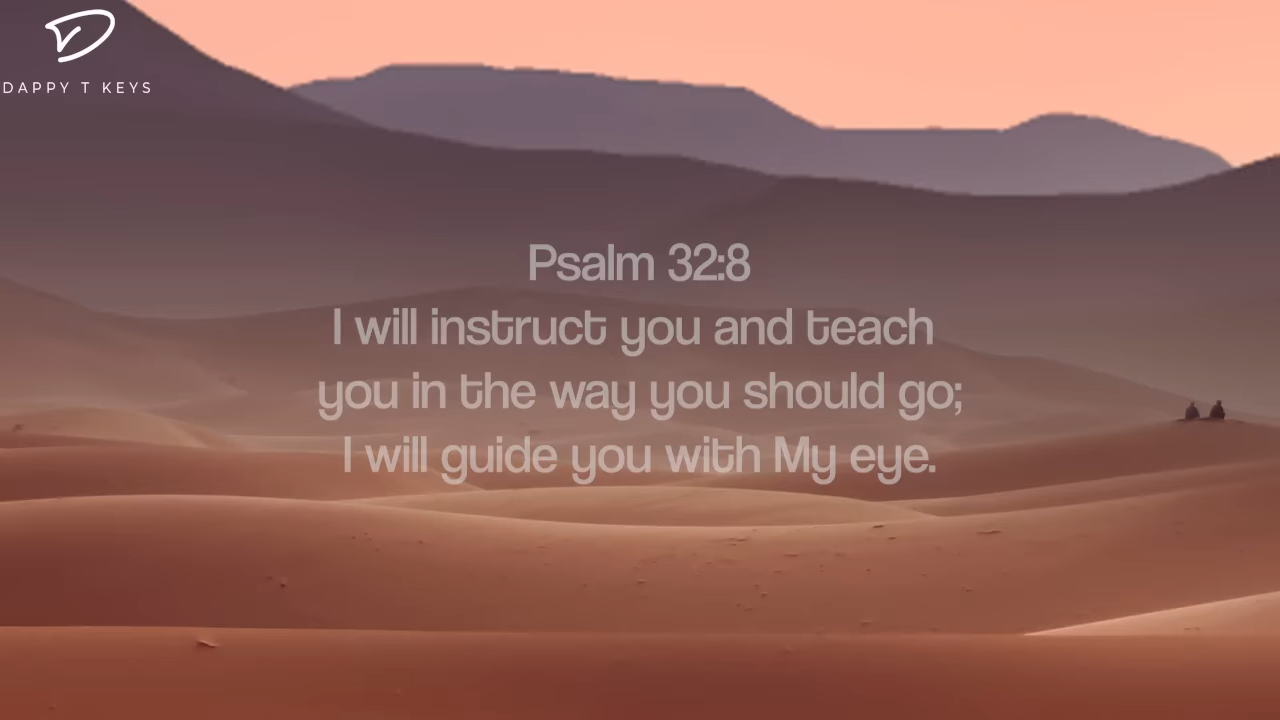 DAPPY T KEYS
Psalm 32:8
I will instruct you and teach
you in the way you should go;
I will guide you with My eye.